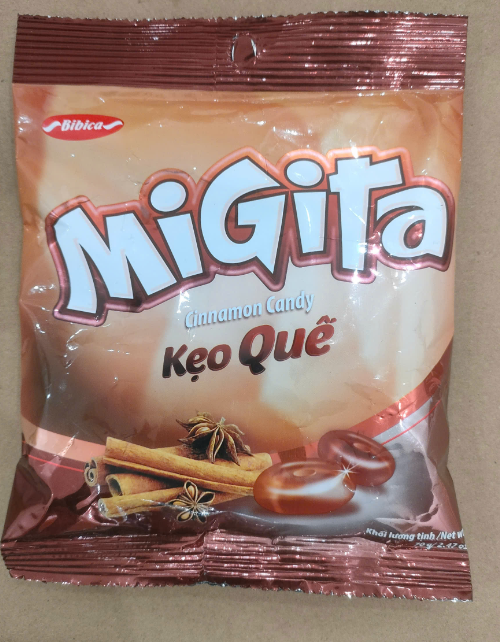 Bibica
MiGita
Cinnamon Candy
Kẹo Quế
Khối lượng tịnh /Net